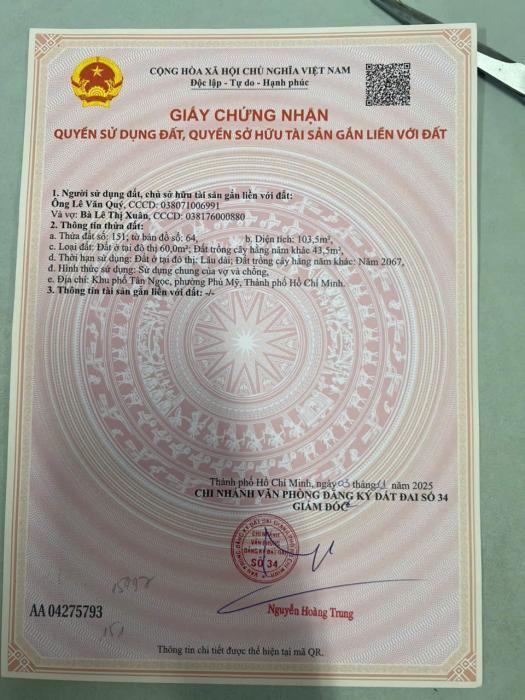 CỘNG HÒA XÃ HỘI CHỦ NGHĨA VIỆT NAM
Độc lập - Tự do - Hạnh phúc
GIẤY CHỨNG NHẬN
QUYỀN SỬ DỤNG ĐẤT, QUYỀN SỞ HỮU TÀI SẢN GẮN LIỀN VỚI ĐẤT
1. Người sử dụng đất, chủ sở hữu tài sản gắn liền với đất:
Ông Lê Văn Quý, CCCD: 038071006991
Và vợ: Bà Lê Thị Xuân, CCCD: 038176000880
2. Thông tin thửa đất:
a. Thửa đất số: 151; tờ bản đồ số: 64, b. Diện tích: 103,5m²,
c. Loại đất: Đất ở tại đô thị 60,0m²; Đất trồng cây hằng năm khác 43,5m²,
d. Thời hạn sử dụng: Đất ở tại đô thị: Lâu dài; Đất trồng cây hằng năm khác: Năm 2067,
đ. Hình thức sử dụng: Sử dụng chung của vợ và chồng,
e. Địa chỉ: Khu phố Tân Ngọc, phường Phú Mỹ, Thành phố Hồ Chí Minh.
3. Thông tin tài sản gắn liền với đất: -/-
Thành phố Hồ Chí Minh, ngày 03 tháng 11 năm 2025
CHI NHÁNH VĂN PHÒNG ĐĂNG KÝ ĐẤT ĐAI SỐ 34
GIÁM ĐỐC
CHI NHÁNH
VĂN PHÒNG
ĐĂNG KÝ ĐẤT ĐAI
SỐ 34
Nguyễn Hoàng Trung
AA 04275793
151
Thông tin chi tiết được thể hiện tại mã QR.